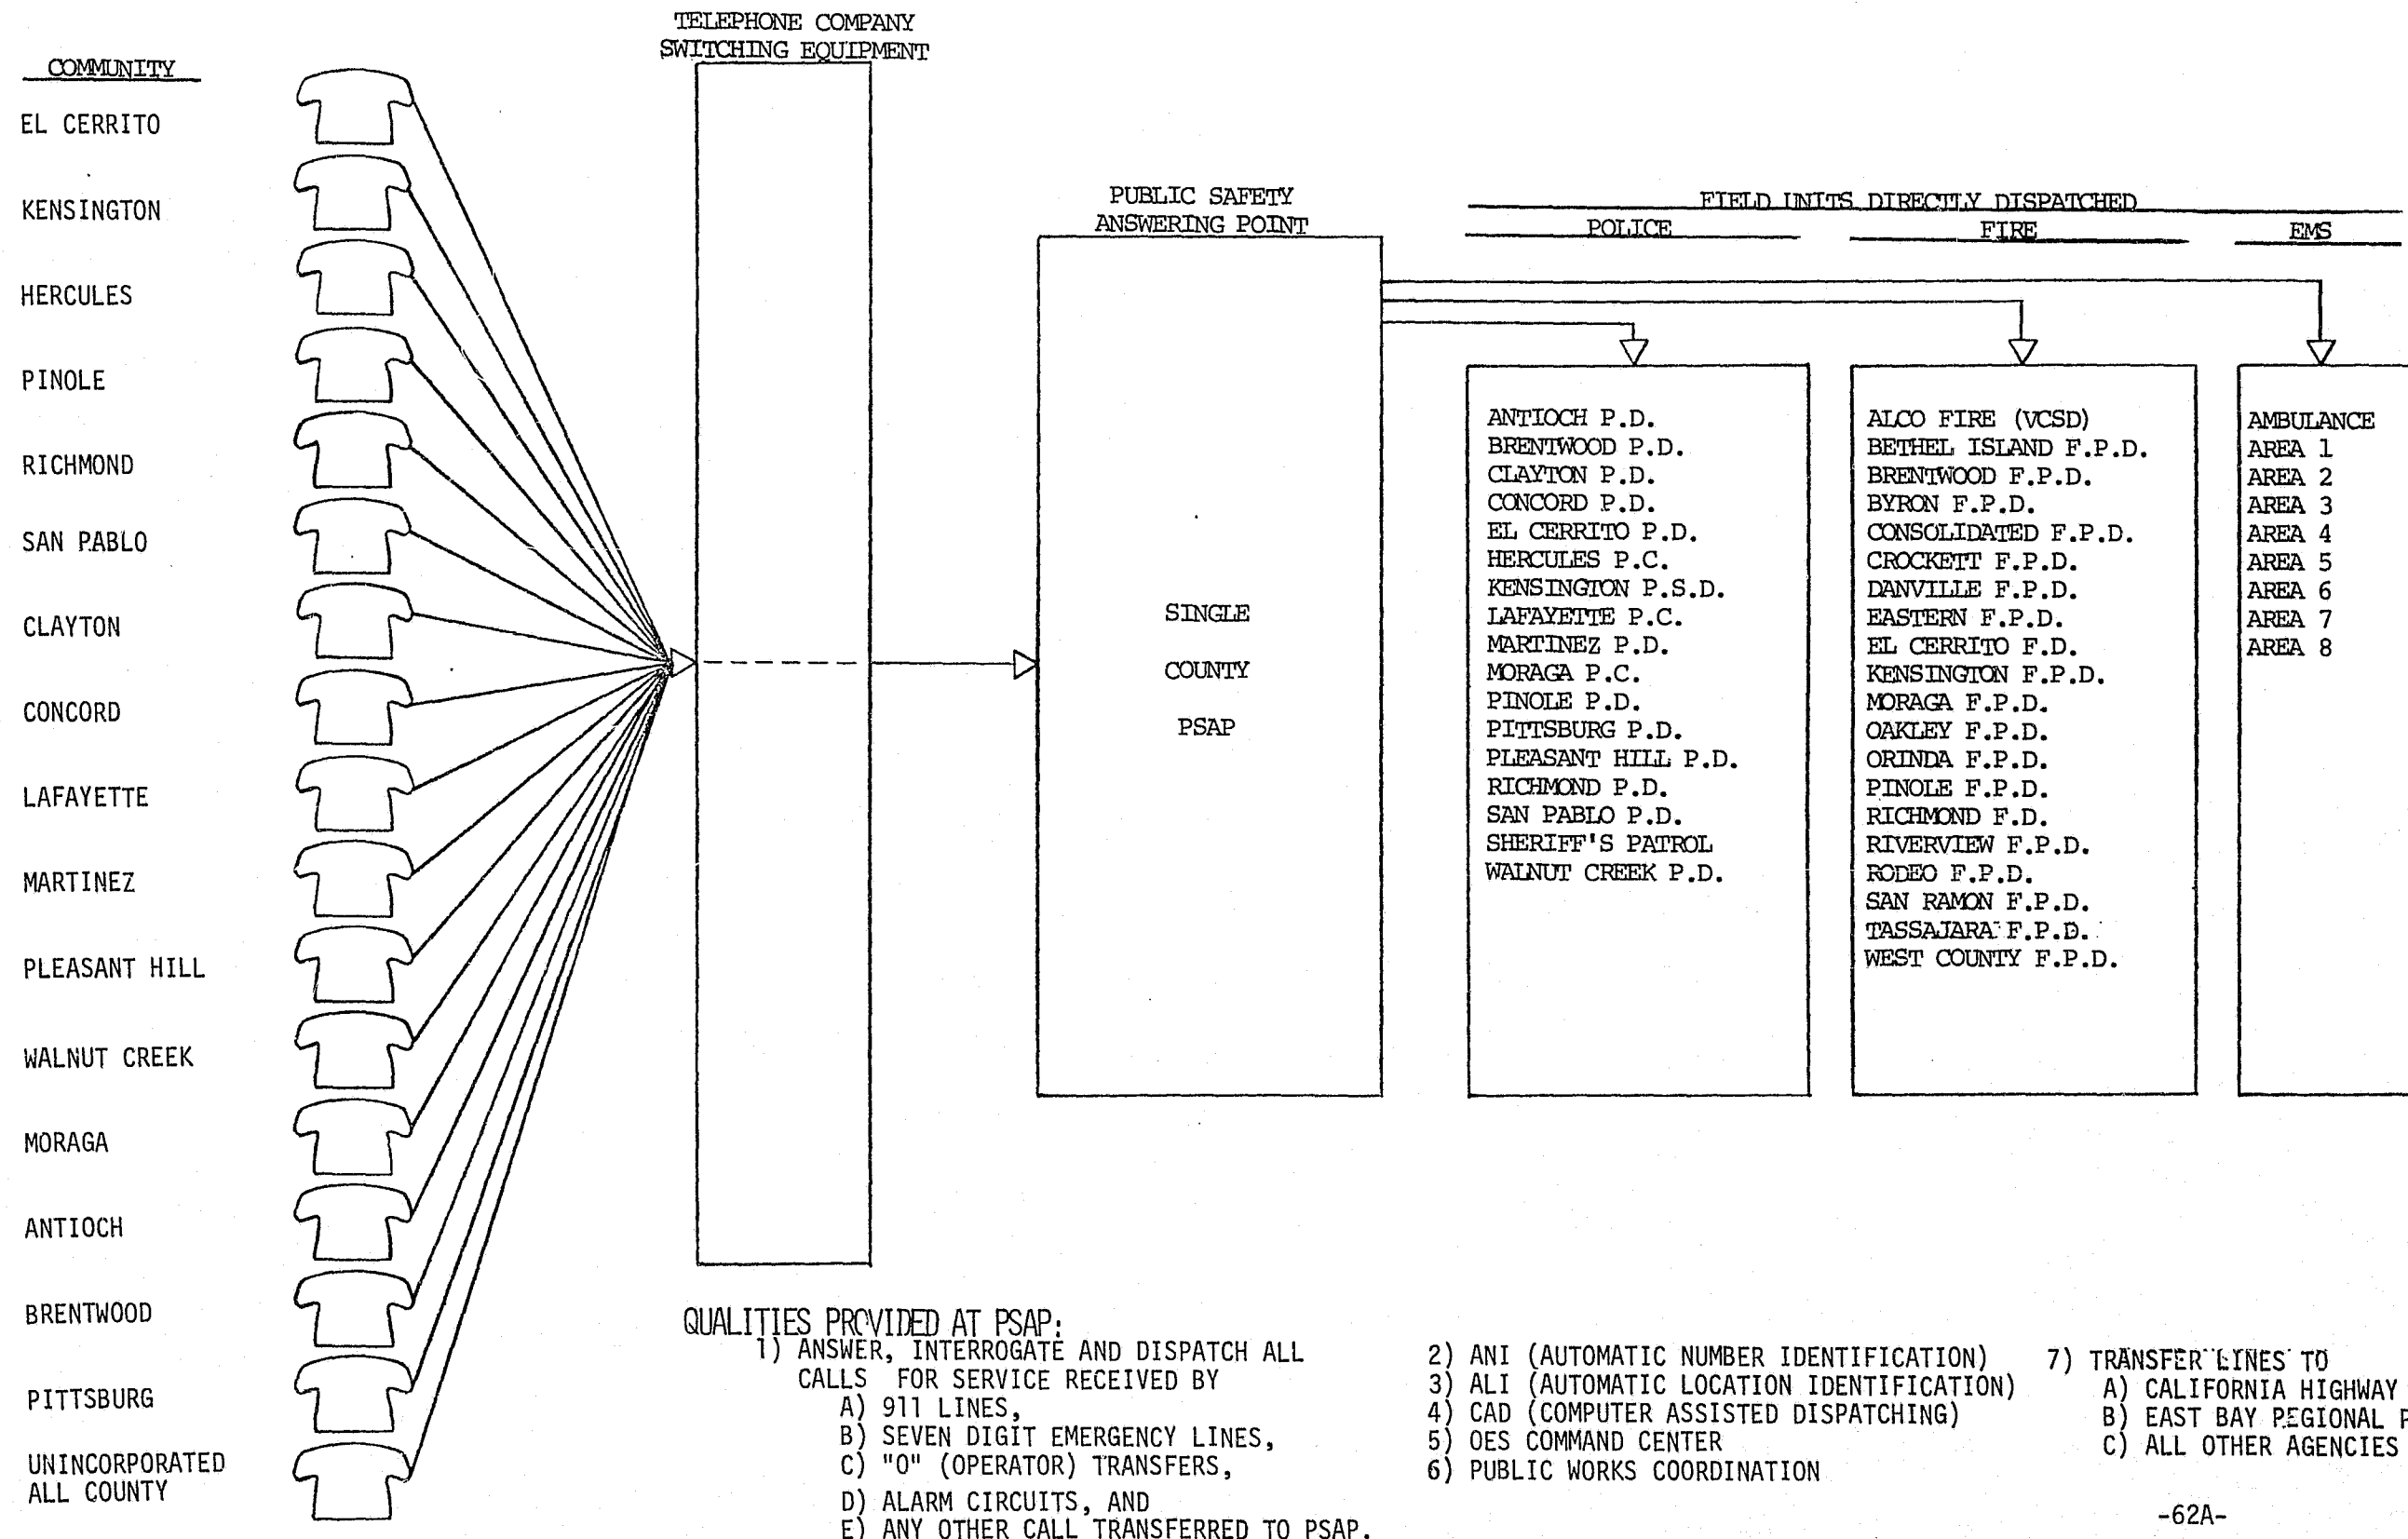 TELEPHONE COMPANY
SWITCHING EQUIPMENT
COMMUNITY
EL CERRITO
KENSINGTON
HERCULES
PINOLE
RICHMOND
SAN PABLO
CLAYTON
CONCORD
LAFAYETTE
MARTINEZ
PLEASANT HILL
WALNUT CREEK
MORAGA
ANTIOCH
BRENTWOOD
PITTSBURG
UNINCORPORATED
ALL COUNTY
PUBLIC SAFETY
ANSWERING POINT
SINGLE
COUNTY
PSAP
FIELD UNITS DIRECTLY DISPATCHED
POLICE
ANTIOCH P.D.
BRENTWOOD P.D.
CLAYTON P.D.
CONCORD P.D.
EL CERRITO P.D.
HERCULES P.C.
KENSINGTON P.S.D.
LAFAYETTE P.C.
MARTINEZ P.D.
MORAGA P.C.
PINOLE P.D.
PITTSBURG P.D.
PLEASANT HILL P.D.
RICHMOND P.D.
SAN PABLO P.D.
SHERIFF'S PATROL
WALNUT CREEK P.D.
FIRE
ALCO FIRE (VCSD)
BETHEL ISLAND F.P.D.
BRENTWOOD F.P.D.
BYRON F.P.D.
CONSOLIDATED F.P.D.
CROCKETT F.P.D.
DANVILLE F.P.D.
EASTERN F.P.D.
EL CERRITO F.D.
KENSINGTON F.P.D.
MORAGA F.P.D.
OAKLEY F.P.D.
ORINDA F.P.D.
PINOLE F.P.D.
RICHMOND F.D.
RIVERVIEW F.P.D.
RODEO F.P.D.
SAN RAMON F.P.D.
TASSAJARA F.P.D.
WEST COUNTY F.P.D.
EMS
AMBULANCE
AREA 1
AREA 2
AREA 3
AREA 4
AREA 5
AREA 6
AREA 7
AREA 8
QUALITIES PROVIDED AT PSAP:
1) ANSWER, INTERROGATE AND DISPATCH ALL
CALLS FOR SERVICE RECEIVED BY
A) 911 LINES,
B) SEVEN DIGIT EMERGENCY LINES,
C) "O" (OPERATOR) TRANSFERS,
D) ALARM CIRCUITS, AND
E) ANY OTHER CALL TRANSFERRED TO PSAP.
2) ANI (AUTOMATIC NUMBER IDENTIFICATION)
3) ALI (AUTOMATIC LOCATION IDENTIFICATION)
4) CAD (COMPUTER ASSISTED DISPATCHING)
5) OES COMMAND CENTER
6) PUBLIC WORKS COORDINATION
7) TRANSFER LINES TO
A) CALIFORNIA HIGHWAY
B) EAST BAY REGIONAL
C) ALL OTHER AGENCIES
-62A-